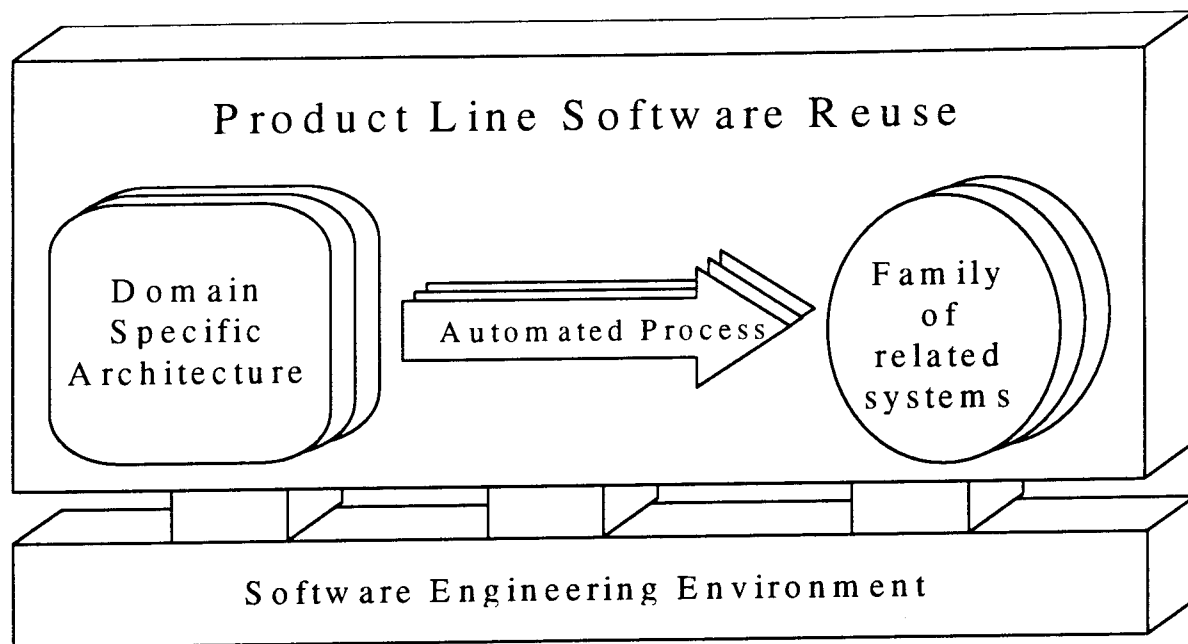 Product Line Software Reuse
Domain
Specific
Architecture
Automated Process
Family
of
related
systems
Software Engineering Environment